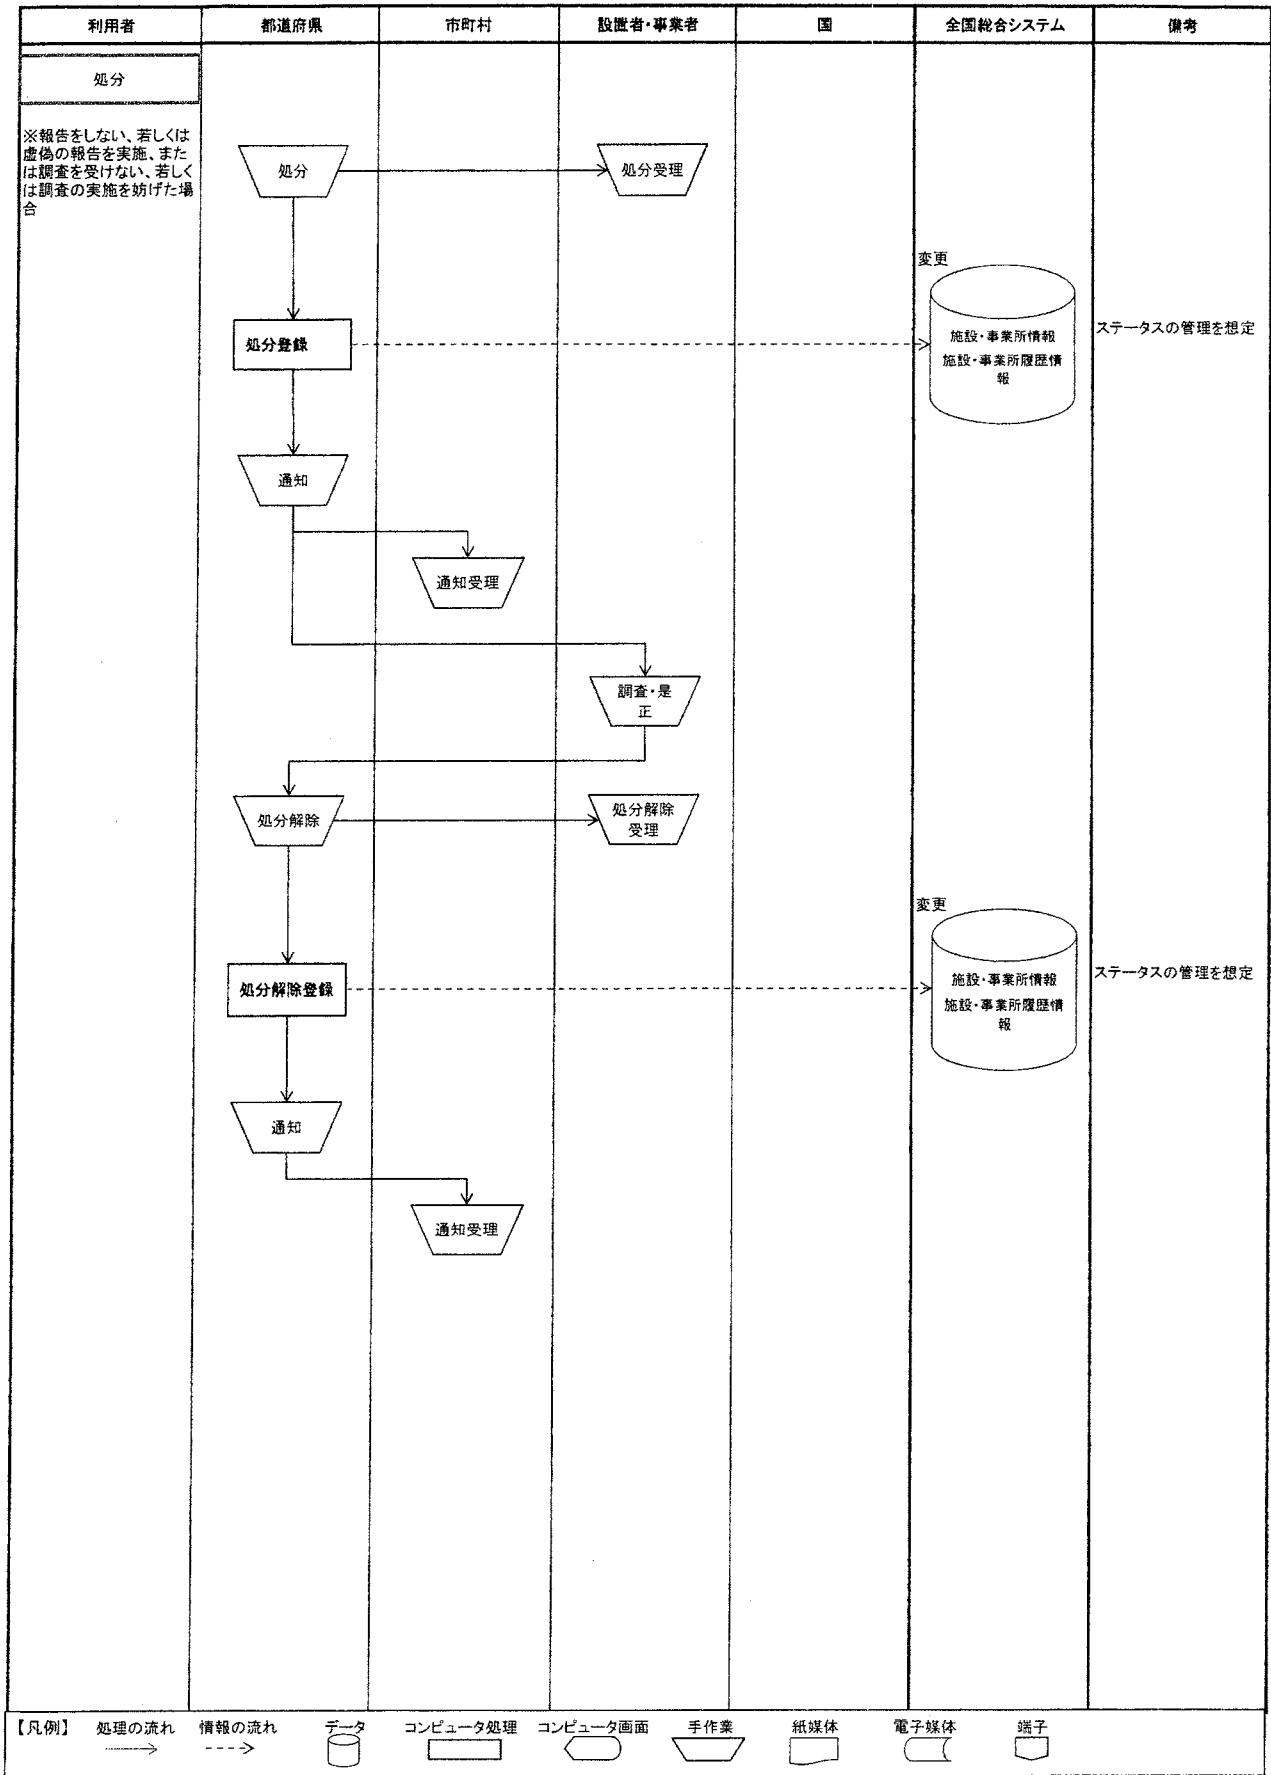 利用者 都道府県 市町村 設置者・事業者 国 全国総合システム 備考
処分
※報告をしない、若しくは
虚偽の報告を実施、また
は調査を受けない、若しく
は調査の実施を妨げた場
合
処分
処分受理
変更
施設・事業所情報
施設・事業所履歴情
報
ステータスの管理を想定
処分登録
通知
通知受理
調査・是
正
処分解除
処分解除
受理
変更
施設・事業所情報
施設・事業所履歴情
報
ステータスの管理を想定
処分解除登録
通知
通知受理
【凡例】 処理の流れ 情報の流れ データ コンピュータ処理 コンピュータ画面 手作業 紙媒体 電子媒体 端子